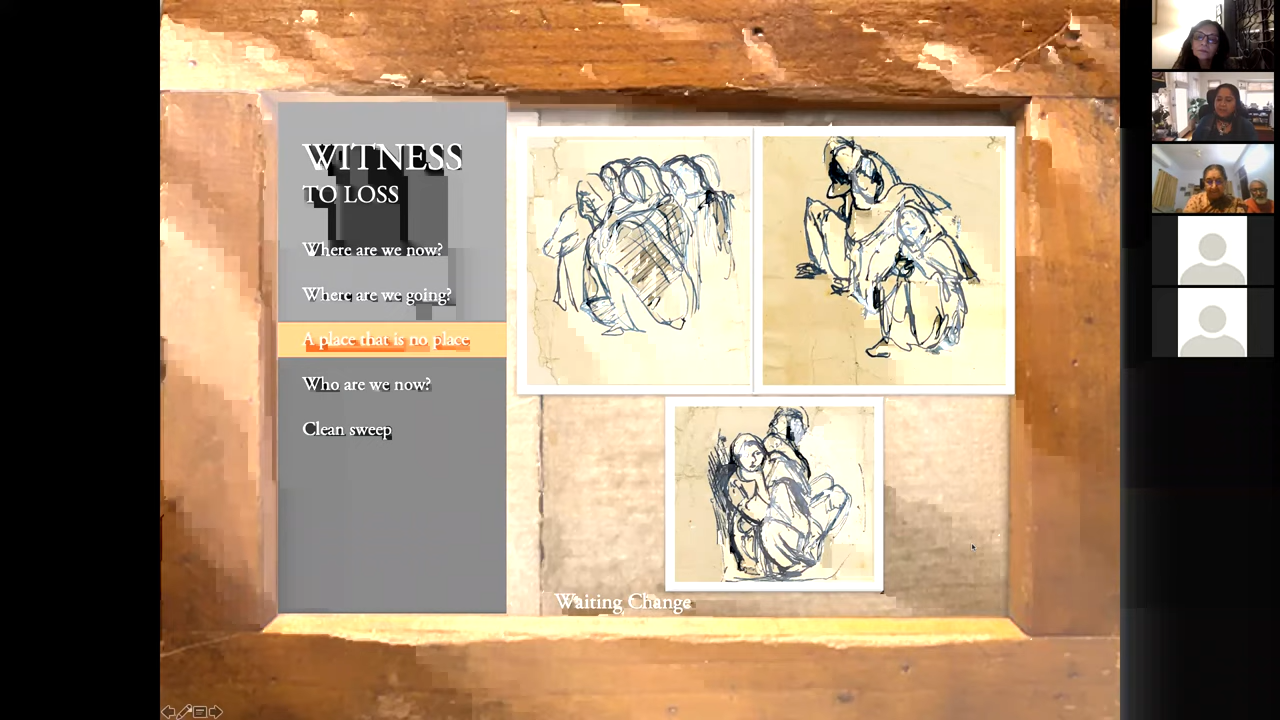 WITNESS
TO LOSS
Where are we now?
Where are we going?
A place that is no place
Who are we now?
Clean sweep
Waiting Change